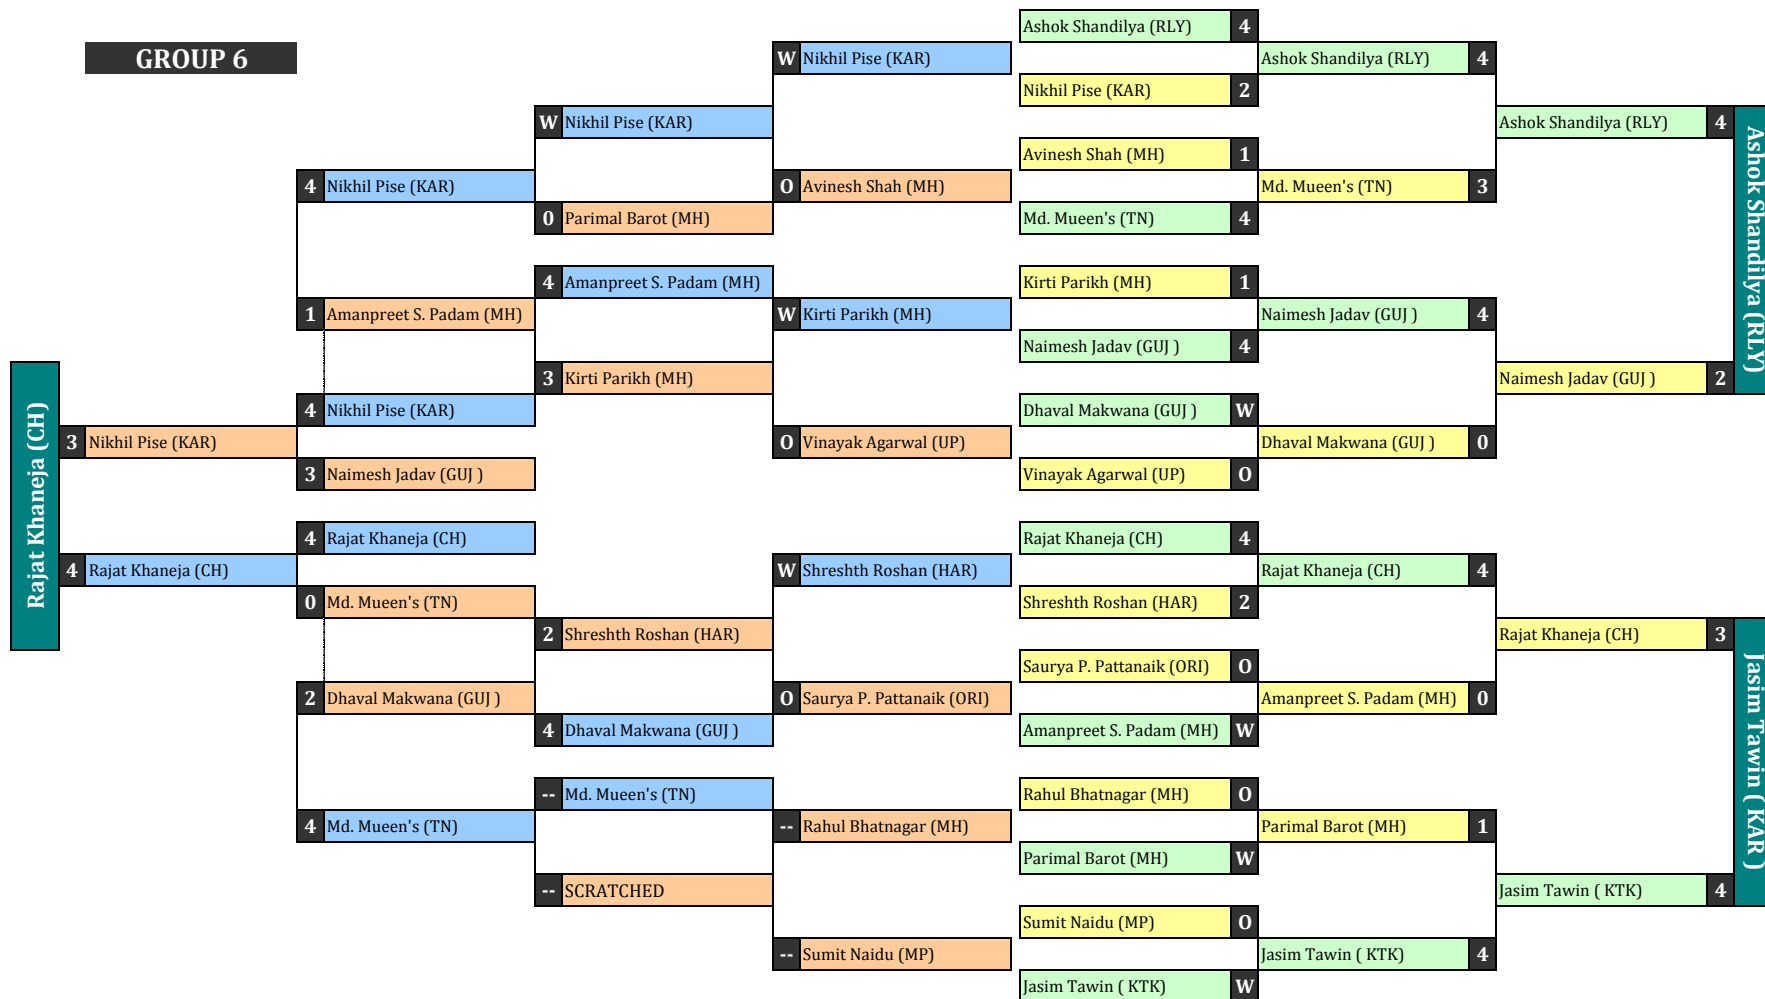 GROUP 6
Rajat Khaneja (CH)
3 Nikhil Pise (KAR)
4 Rajat Khaneja (CH)
4 Nikhil Pise (KAR)
1 Amanpreet S. Padam (MH)
4 Nikhil Pise (KAR)
3 Naimesh Jadav (GUJ )
4 Rajat Khaneja (CH)
0 Md. Mueen's (TN)
2 Dhaval Makwana (GUJ )
4 Md. Mueen's (TN)
W Nikhil Pise (KAR)
0 Parimal Barot (MH)
4 Amanpreet S. Padam (MH)
3 Kirti Parikh (MH)
2 Shreshth Roshan (HAR)
4 Dhaval Makwana (GUJ )
-- Md. Mueen's (TN)
-- SCRATCHED
W Nikhil Pise (KAR)
O Avinesh Shah (MH)
W Kirti Parikh (MH)
O Vinayak Agarwal (UP)
W Shreshth Roshan (HAR)
O Saurya P. Pattanaik (ORI)
-- Rahul Bhatnagar (MH)
-- Sumit Naidu (MP)
Ashok Shandilya (RLY) 4
Nikhil Pise (KAR) 2
Avinesh Shah (MH) 1
Md. Mueen's (TN) 4
Kirti Parikh (MH) 1
Naimesh Jadav (GUJ ) 4
Dhaval Makwana (GUJ ) W
Vinayak Agarwal (UP) O
Rajat Khaneja (CH) 4
Shreshth Roshan (HAR) 2
Saurya P. Pattanaik (ORI) O
Amanpreet S. Padam (MH) W
Rahul Bhatnagar (MH) O
Parimal Barot (MH) W
Sumit Naidu (MP) O
Jasim Tawin ( KTK) W
Ashok Shandilya (RLY) 4
Md. Mueen's (TN) 3
Naimesh Jadav (GUJ ) 4
Dhaval Makwana (GUJ ) 0
Rajat Khaneja (CH) 4
Amanpreet S. Padam (MH) 0
Parimal Barot (MH) 1
Jasim Tawin ( KTK) 4
Ashok Shandilya (RLY) 4
Naimesh Jadav (GUJ ) 2
Rajat Khaneja (CH) 3
Jasim Tawin ( KTK) 4
Ashok Shandilya (RLY)
Jasim Tawin ( KAR )